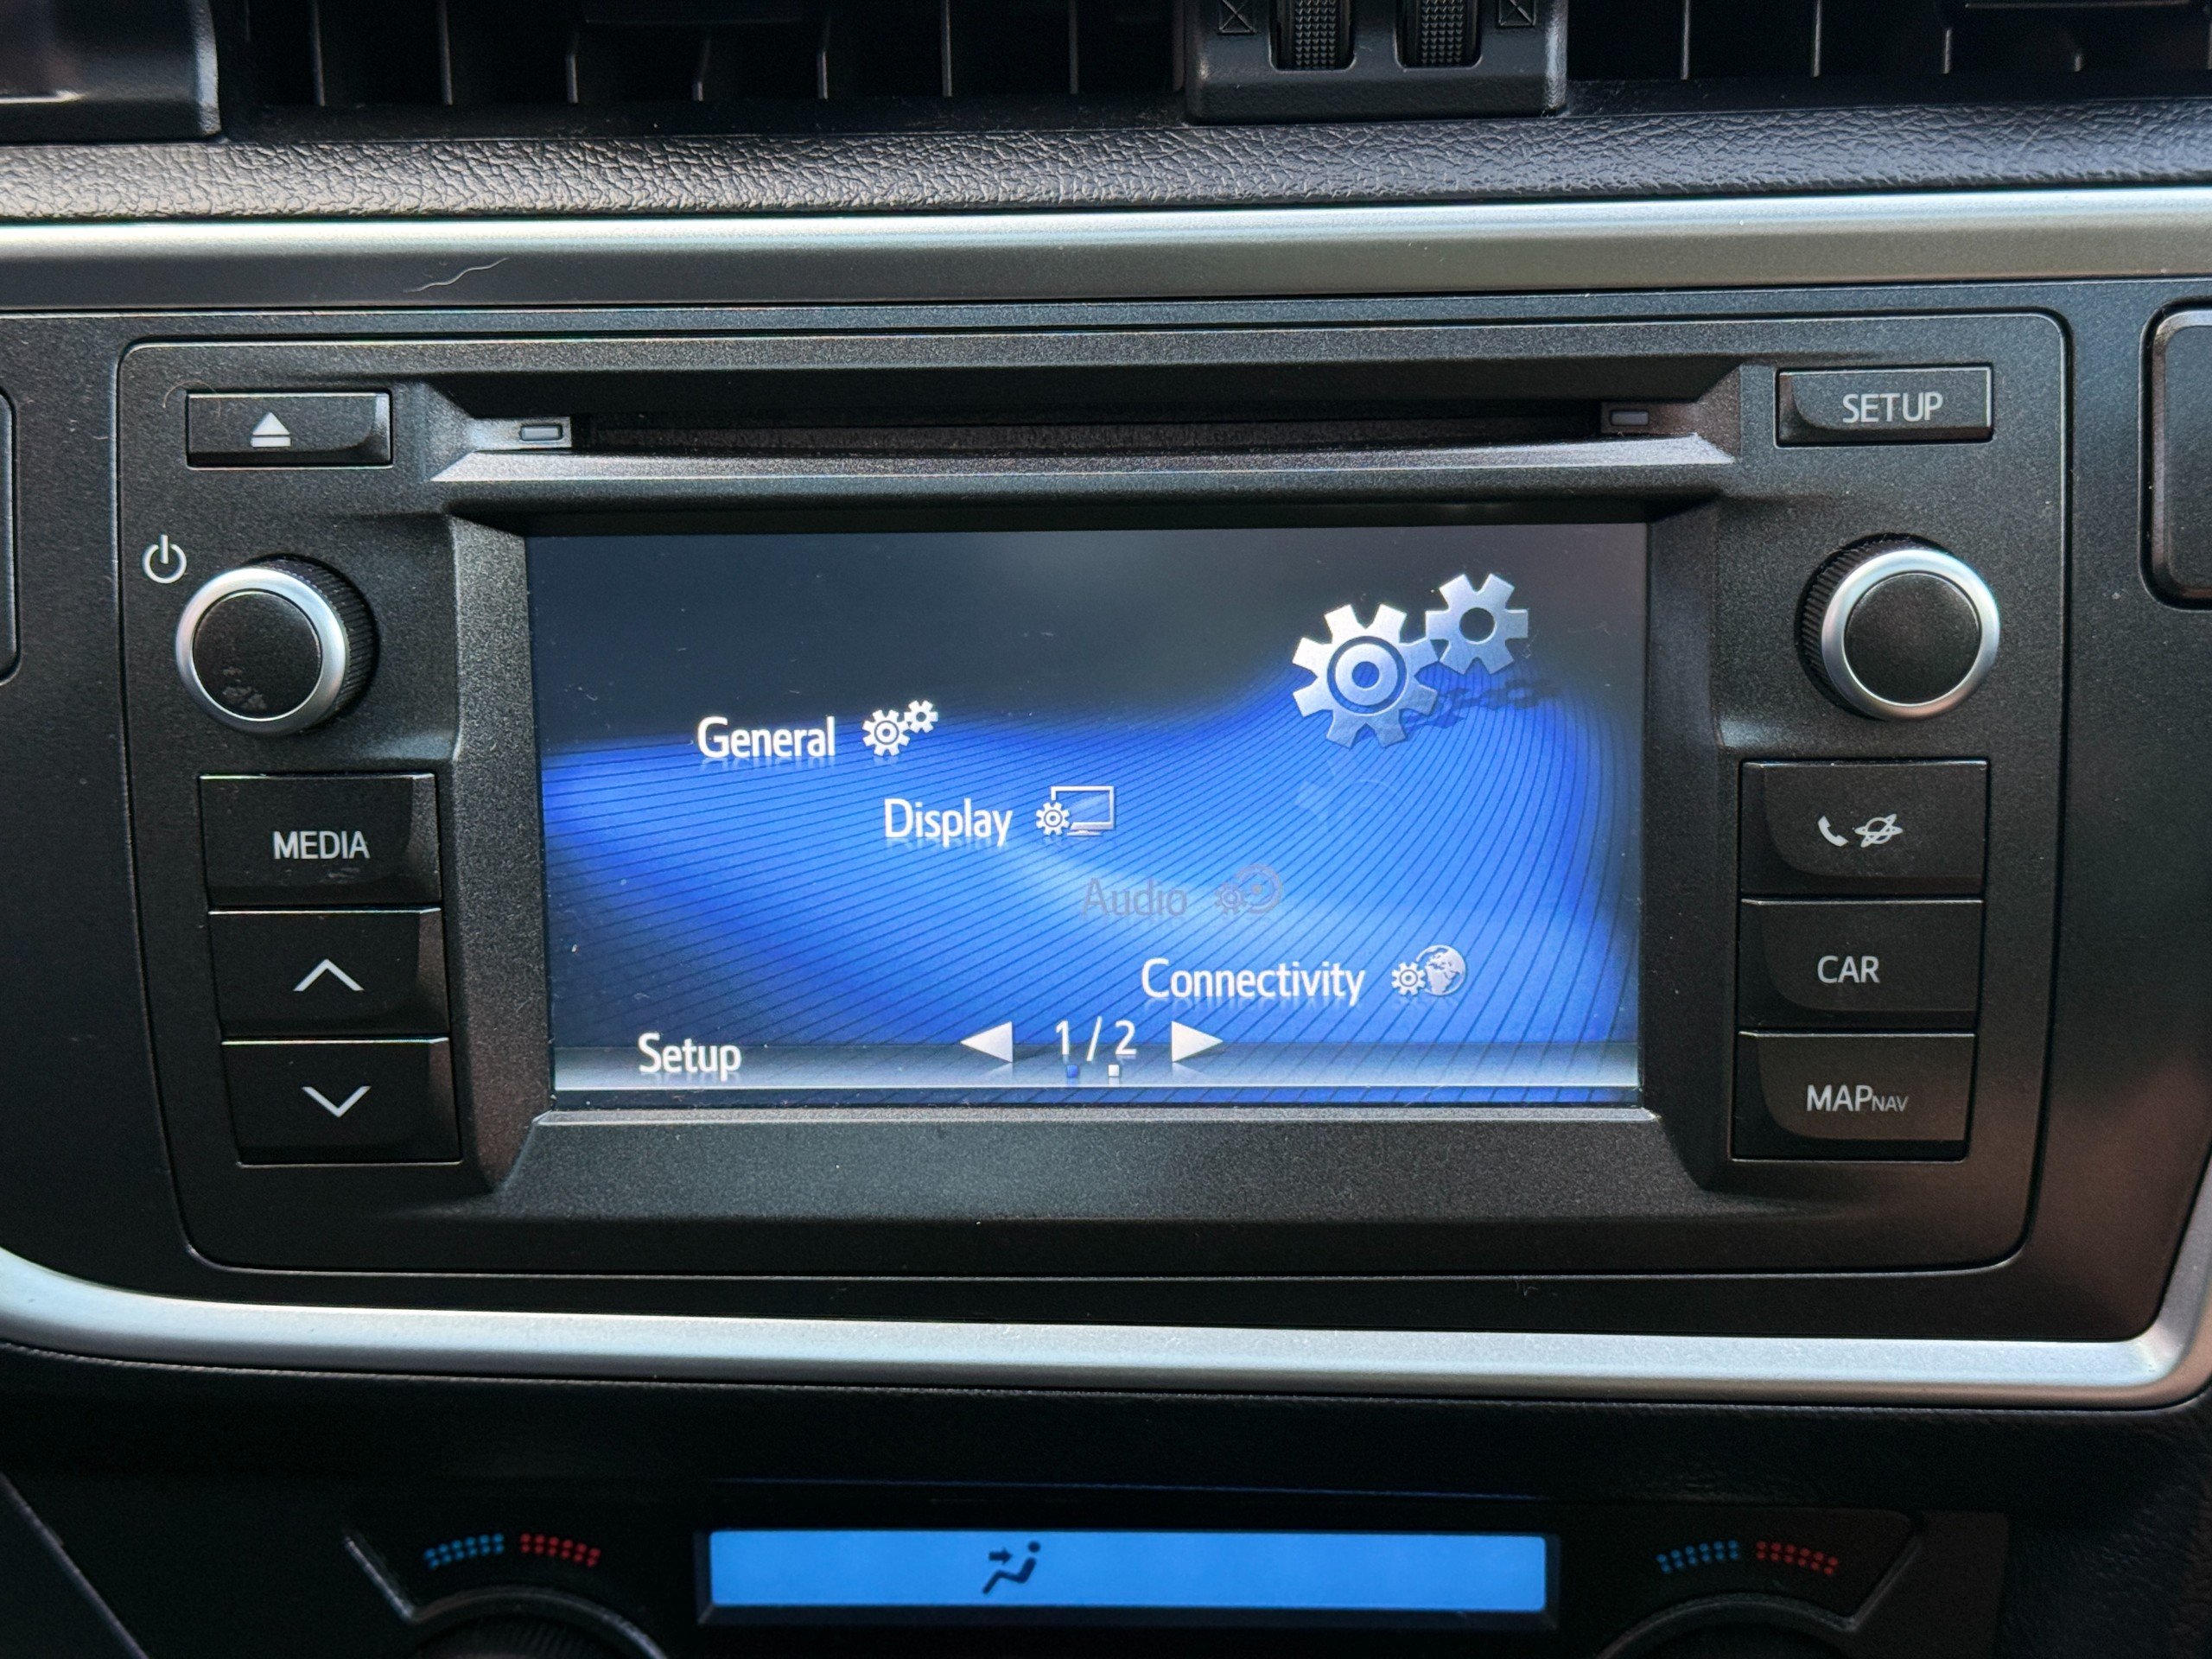 SETUP
General
MEDIA
Display
Audio
Connectivity
CAR
Setup
1 / 2
MAPNAV